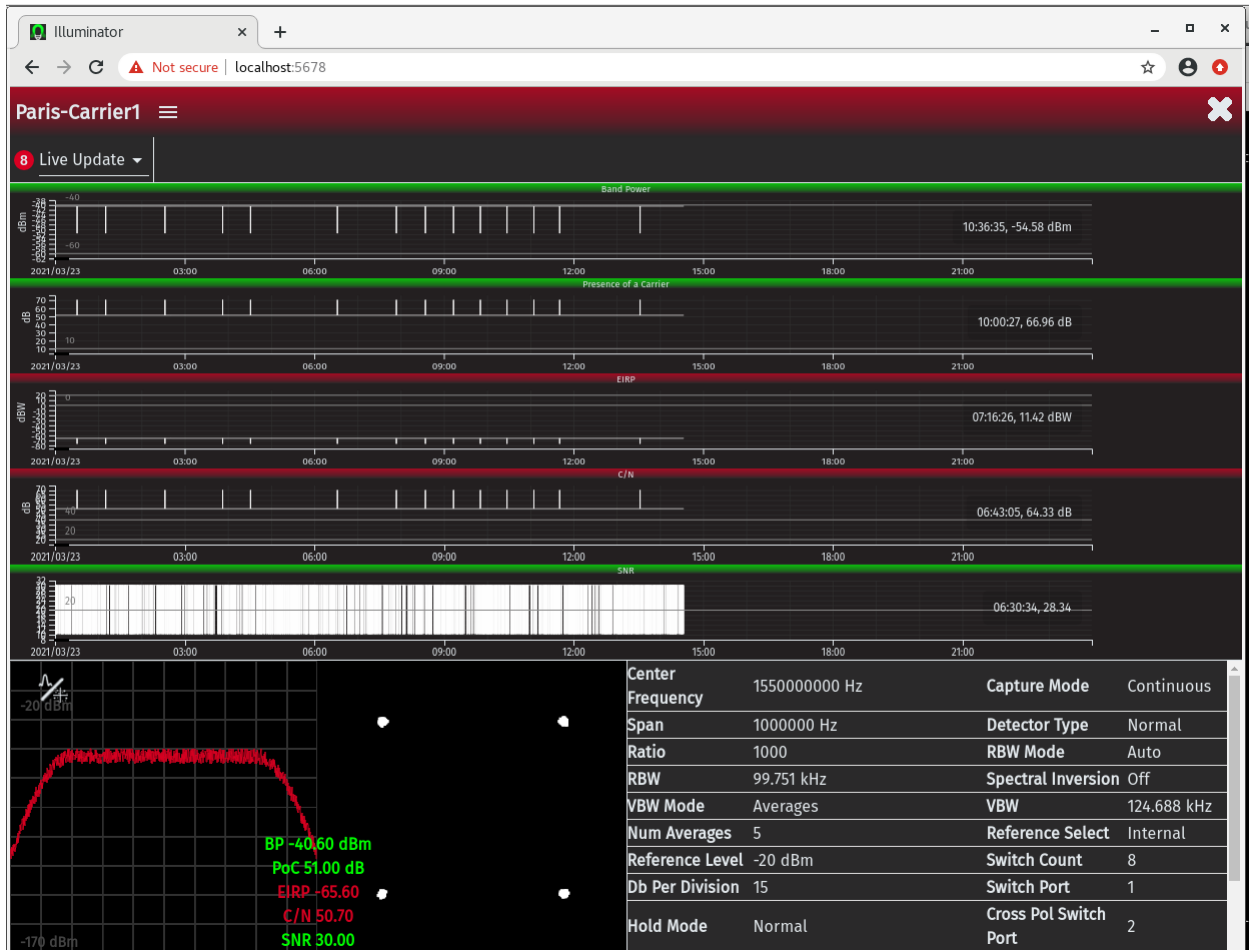 Illuminator
Not secure localhost:5678
Paris-Carrier1
8 Live Update
Band Power
-40
dBm
-60
-62
10:36:35, -54.58 dBm
2021/03/23 03:00 06:00 09:00 12:00 15:00 18:00 21:00
Presence of a Carrier
70
60
50
40
30
20
10
dB
10
10:00:27, 66.96 dB
2021/03/23 03:00 06:00 09:00 12:00 15:00 18:00 21:00
EIRP
20
0
dBW
-80
07:16:26, 11.42 dBW
2021/03/23 03:00 06:00 09:00 12:00 15:00 18:00 21:00
C/N
70
dB
40
20
20
06:43:05, 64.33 dB
2021/03/23 03:00 06:00 09:00 12:00 15:00 18:00 21:00
SNR
32
20
06:30:34, 28.34
2021/03/23 03:00 06:00 09:00 12:00 15:00 18:00 21:00
-20 dBm
BP -40.60 dBm
PoC 51.00 dB
EIRP -65.60
C/N 50.70
SNR 30.00
-170 dBm
Center Frequency 1550000000 Hz Capture Mode Continuous
Span 1000000 Hz Detector Type Normal
Ratio 1000 RBW Mode Auto
RBW 99.751 kHz Spectral Inversion Off
VBW Mode Averages VBW 124.688 kHz
Num Averages 5 Reference Select Internal
Reference Level -20 dBm Switch Count 8
Db Per Division 15 Switch Port 1
Hold Mode Normal Cross Pol Switch Port 2